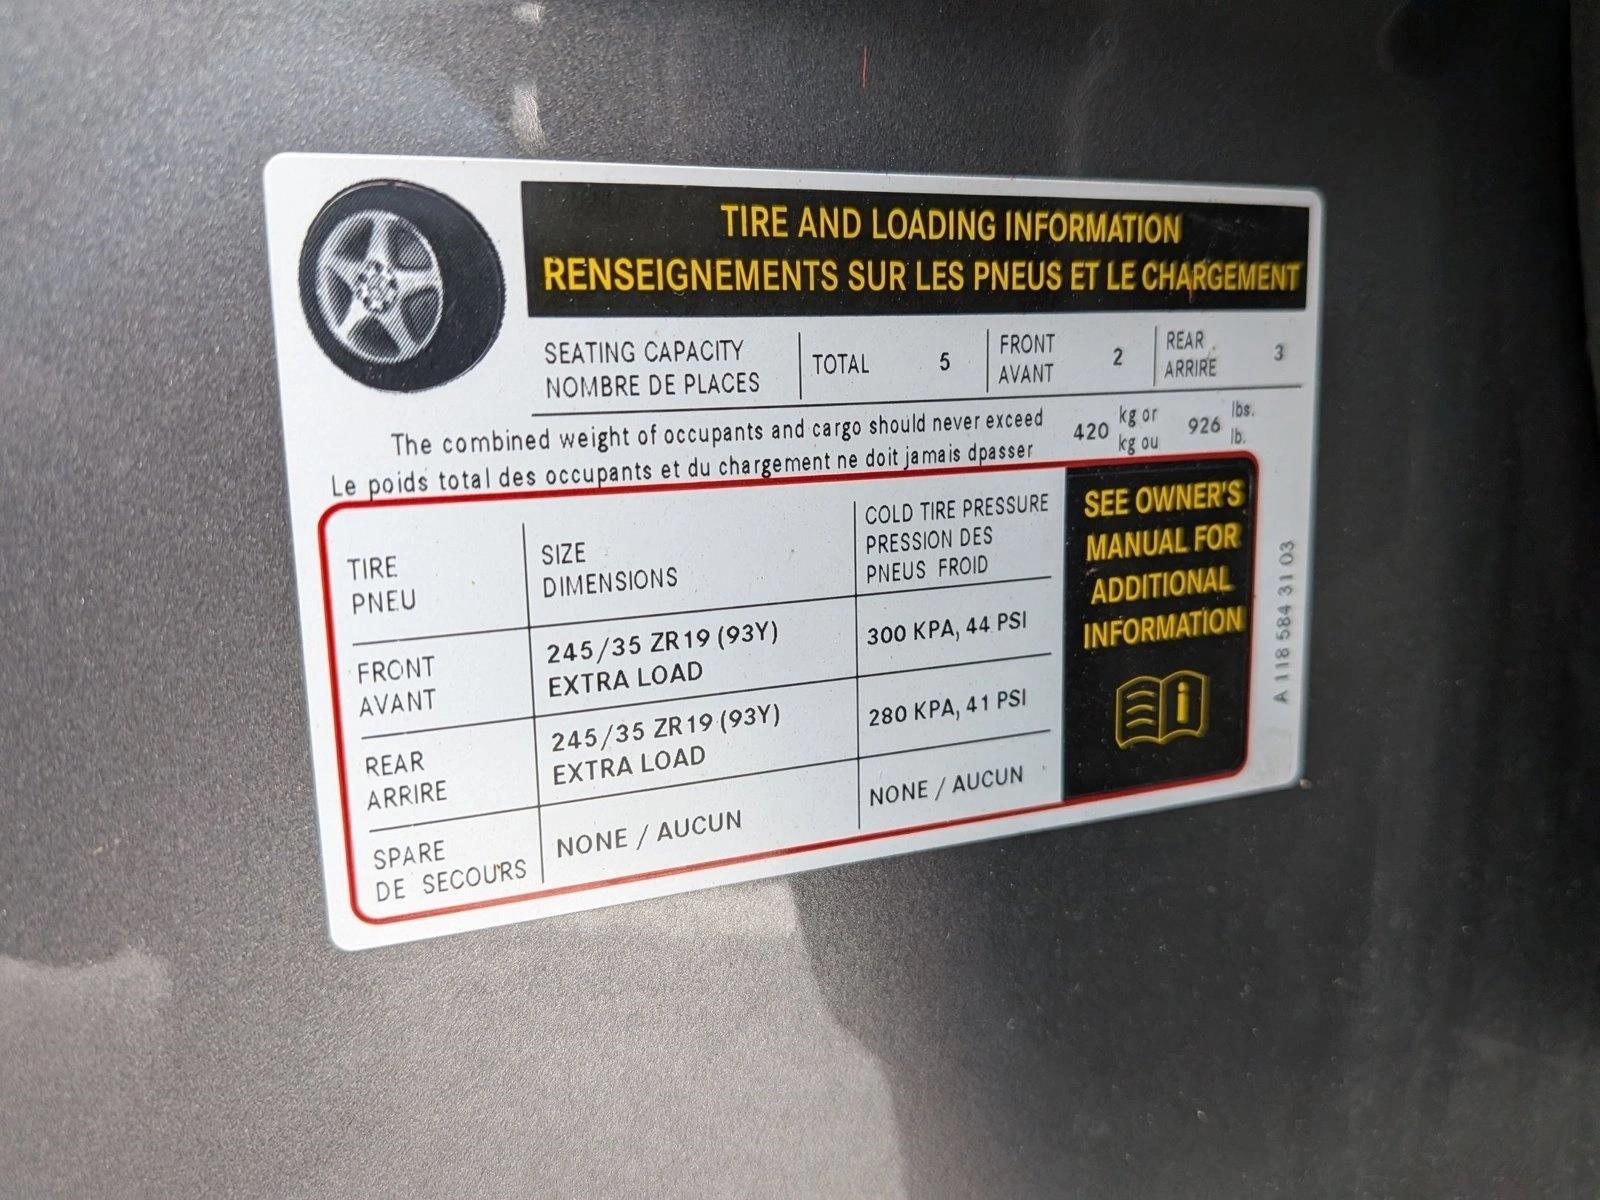 TIRE AND LOADING INFORMATION
RENSEIGNEMENTS SUR LES PNEUS ET LE CHARGEMENT
SEATING CAPACITY
NOMBRE DE PLACES
TOTAL 5
FRONT
AVANT
2
REAR
ARRIRE
3
The combined weight of occupants and cargo should never exceed
Le poids total des occupants et du chargement ne doit jamais dpasser
420 kg or
kg ou
926 lbs.
lb.
TIRE
PNEU
SIZE
DIMENSIONS
COLD TIRE PRESSURE
PRESSION DES
PNEUS FROID
FRONT
AVANT
245/35 ZR19 (93Y)
EXTRA LOAD
300 KPA, 44 PSI
REAR
ARRIRE
245/35 ZR19 (93Y)
EXTRA LOAD
280 KPA, 41 PSI
SPARE
DE SECOURS
NONE / AUCUN
NONE / AUCUN
SEE OWNER'S
MANUAL FOR
ADDITIONAL
INFORMATION
i
A 118 584 31 03